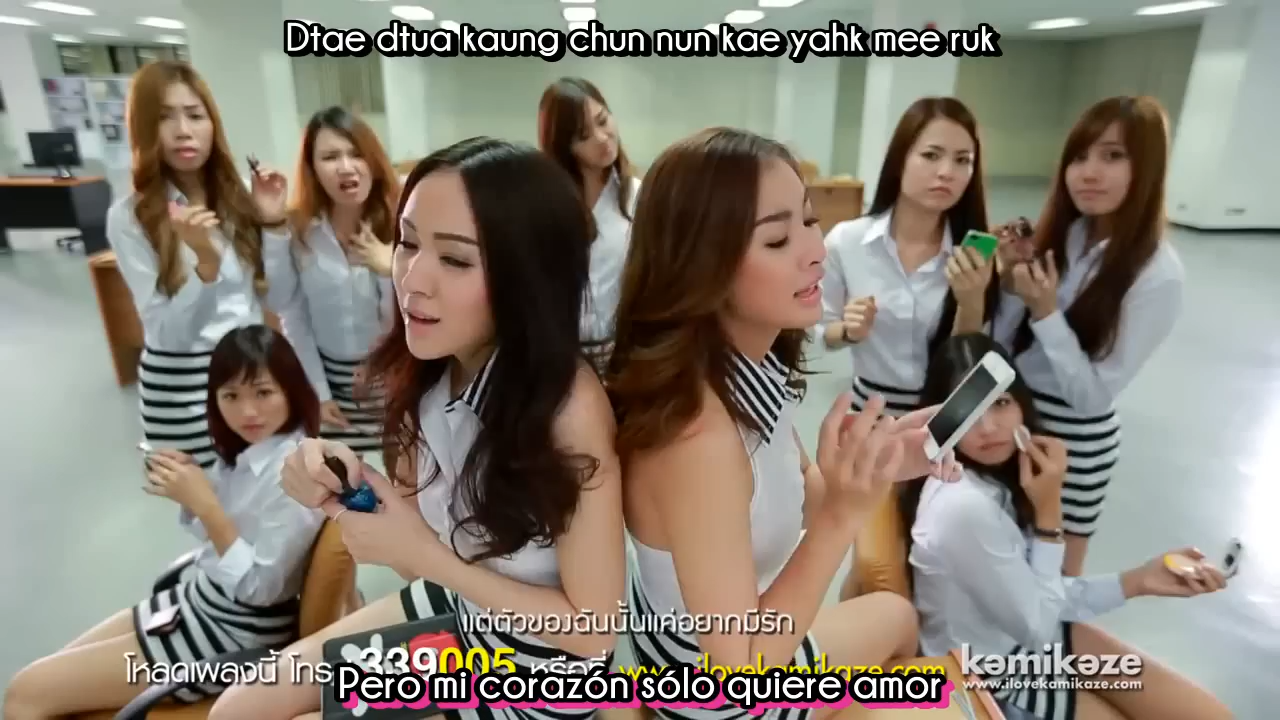 Dtae dtua kaung chun nun kae yahk mee ruk
แต่ตัวของฉันนั้นแค่อยากมีรัก
โหลดเพลงนี้ โทร 339005 หรือที่ www.ilovekamikaze.com
kamikaze
www.ilovekamikaze.com
Pero mi corazón sólo quiere amor